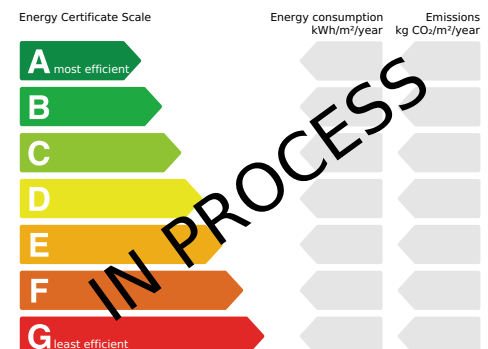 Energy Certificate Scale
Energy consumption
kWh/m²/year
Emissions
kg CO₂/m²/year
A most efficient
B
C
D
E
F
G least efficient
IN PROCESS